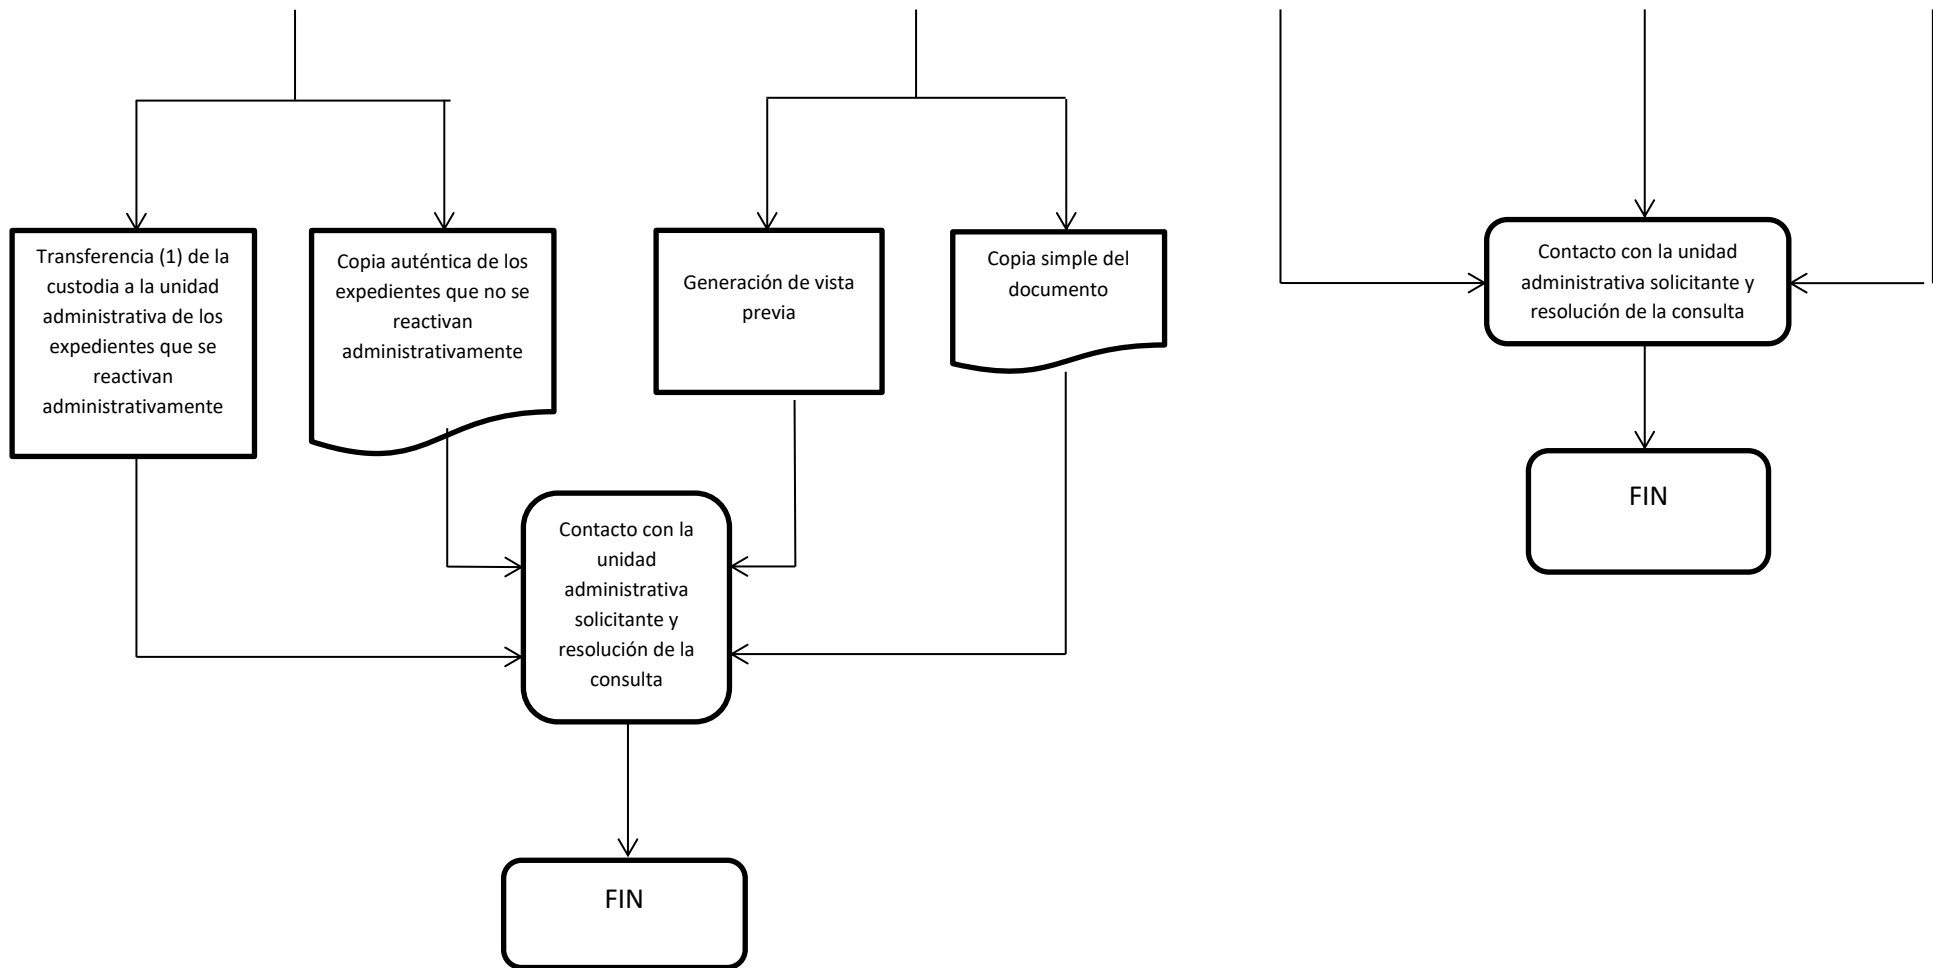 Transferencia (1) de la
custodia a la unidad
administrativa de los
expedientes que se
reactivan
administrativamente
Copia auténtica de los
expedientes que no se
reactivan
administrativamente
Generación de vista
previa
Copia simple del
documento
Contacto con la unidad
administrativa solicitante y
resolución de la consulta
FIN
Contacto con la
unidad
administrativa
solicitante y
resolución de la
consulta
FIN